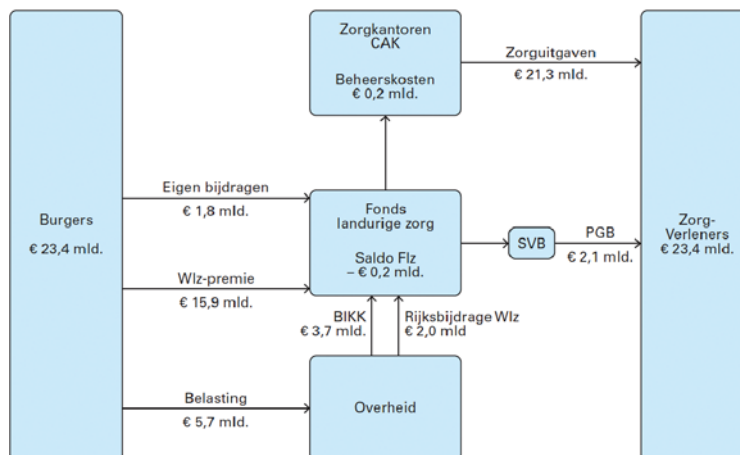 Zorgkantoren
CAK
Beheerskosten
€ 0,2 mld.
Zorguitgaven
€ 21,3 mld.
Burgers
€ 23,4 mld.
Eigen bijdragen
€ 1,8 mld.
Wlz-premie
€ 15,9 mld.
Belasting
€ 5,7 mld.
Fonds
landurige zorg
Saldo Flz
– € 0,2 mld.
SVB
PGB
€ 2,1 mld.
Zorg-
Verleners
€ 23,4 mld.
BIKK
€ 3,7 mld.
Rijksbijdrage Wlz
€ 2,0 mld
Overheid